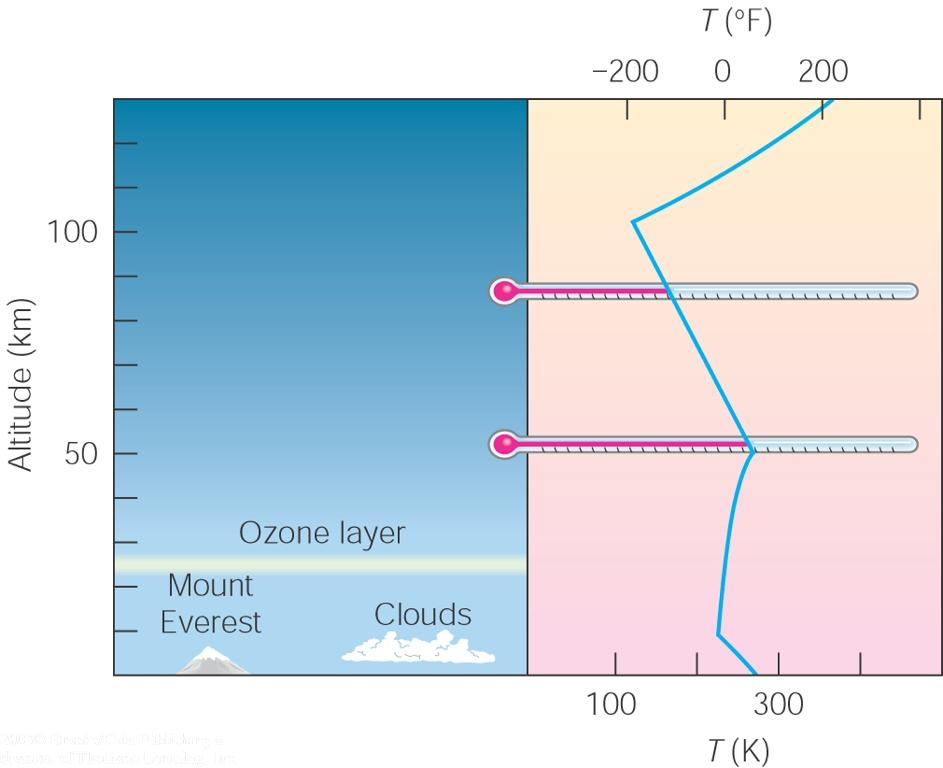 T (°F)
−200 0 200
100
50
Altitude (km)
Ozone layer
Mount
Everest
Clouds
100 300
T (K)